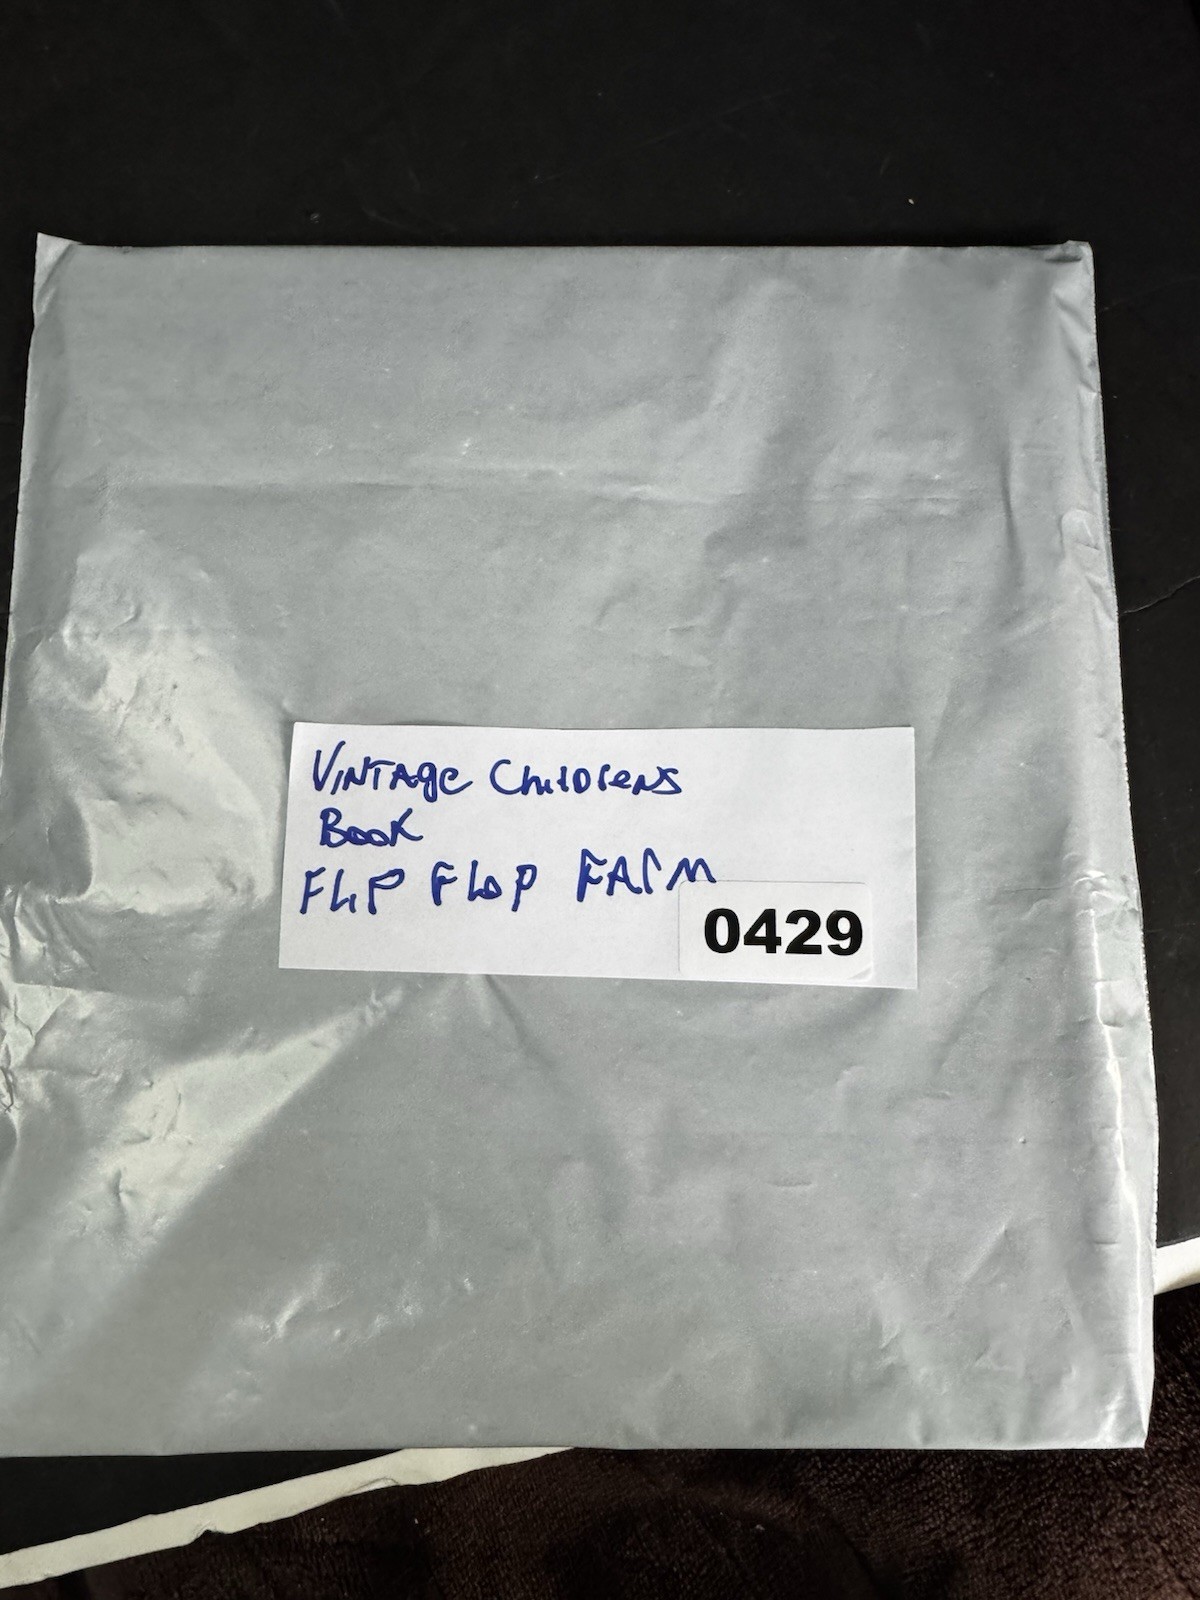 Vintage Childrens
Book
Flip Flop Farm
0429